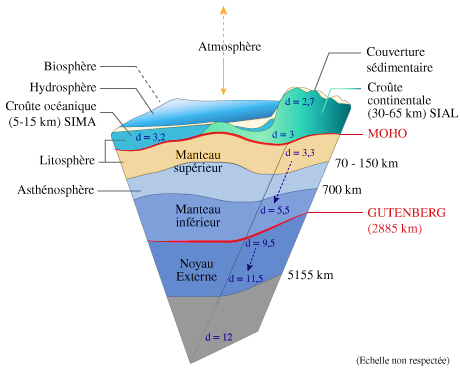 Atmosphère
Biosphère
Hydrosphère
Croûte océanique
(5-15 km) SIMA
Litosphère
Asthénosphère
Couverture
sédimentaire
Croûte
continentale
(30-65 km) SIAL
MOHO
70 - 150 km
700 km
GUTENBERG
(2885 km)
5155 km
d = 2,7
d = 3,2
d = 3
Manteau
supérieur
d = 3,3
Manteau
inférieur
d = 5,5
d = 9,5
Noyau
Externe
d = 11,5
d = 12
(Echelle non respectée)